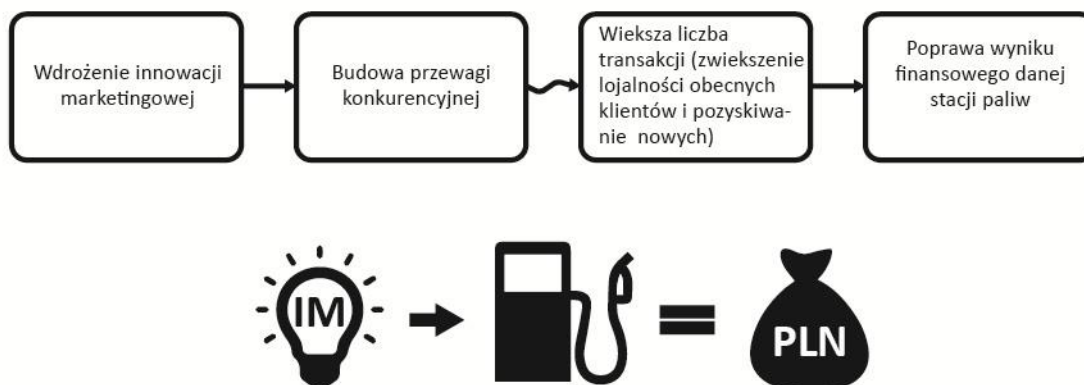 Wdrożenie innowacji
marketingowej
Budowa przewagi
konkurencyjnej
Wieksza liczba
transakcji (zwiekszenie
lojalności obecnych
klientów i pozyskiwa-
nie nowych)
Poprawa wyniku
finansowego danej
stacji paliw
IM
PLN